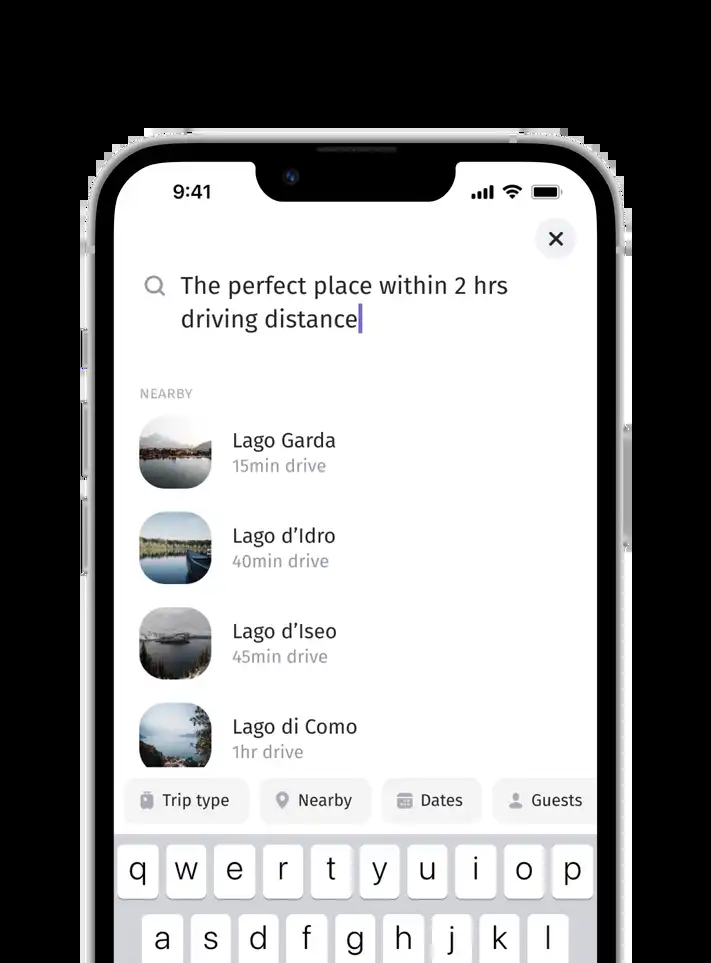 9:41
The perfect place within 2 hrs
driving distance
NEARBY
Lago Garda
15min drive
Lago d’Idro
40min drive
Lago d’Iseo
45min drive
Lago di Como
1hr drive
Trip type Nearby Dates Guests
q w e r t y u i o p
a s d f g h j k l